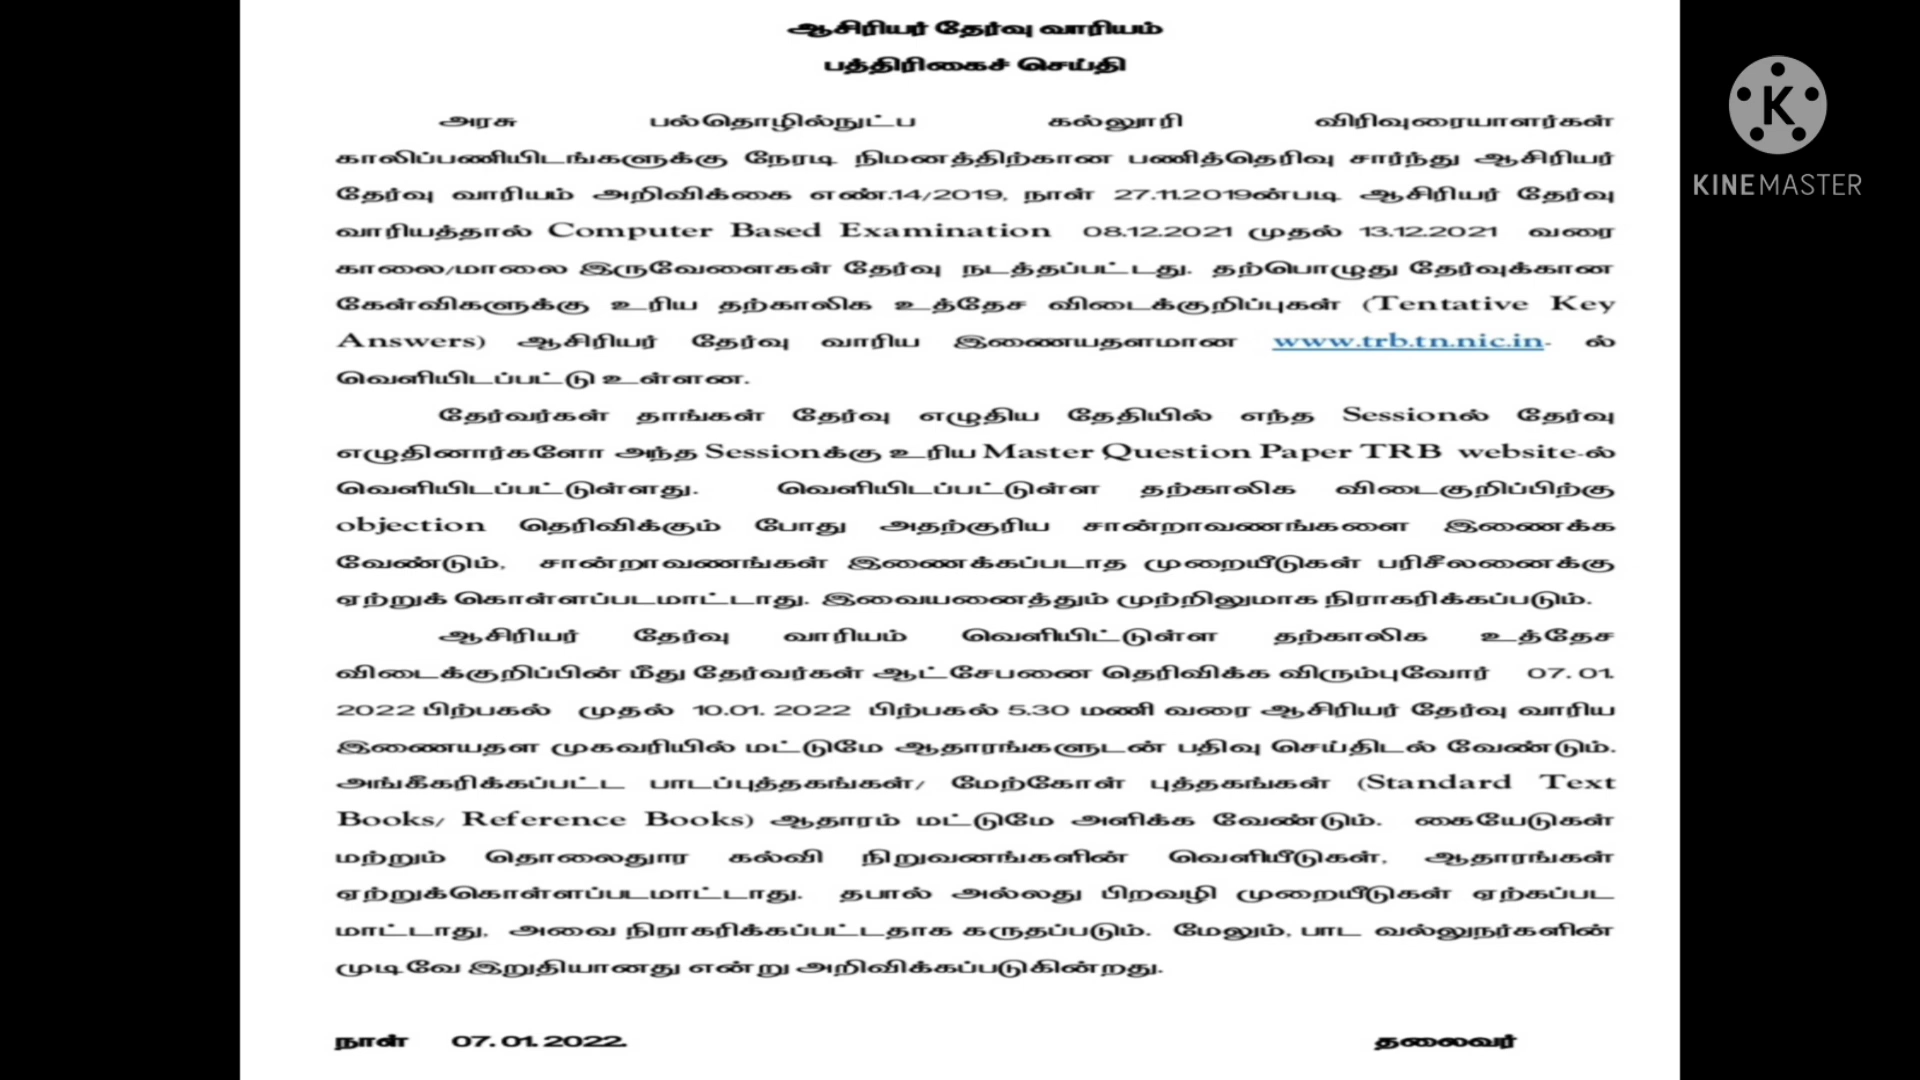 ஆசிரியர் தேர்வு வாரியம்
பத்திரிகைச் செய்தி
அரசு பல்தொழில்நுட்ப கல்லூரி விரிவுரையாளர்கள்
காலிப்பணியிடங்களுக்கு நேரடி நிமனத்திற்கான பணித்தெரிவு சார்ந்து ஆசிரியர்
தேர்வு வாரியம் அறிவிக்கை எண்.14/2019, நாள் 27.11.2019ன்படி ஆசிரியர் தேர்வு
வாரியத்தால் Computer Based Examination 08.12.2021 முதல் 13.12.2021 வரை
காலை/மாலை இருவேளைகள் தேர்வு நடத்தப்பட்டது. தற்பொழுது தேர்வுக்கான
கேள்விகளுக்கு உரிய தற்காலிக உத்தேச விடைக்குறிப்புகள் (Tentative Key
Answers) ஆசிரியர் தேர்வு வாரிய இணையதளமான www.trb.tn.nic.in- ல்
வெளியிடப்பட்டு உள்ளன.
தேர்வர்கள் தாங்கள் தேர்வு எழுதிய தேதியில் எந்த Sessionல் தேர்வு
எழுதினார்களோ அந்த Sessionக்கு உரிய Master Question Paper TRB website-ல்
வெளியிடப்பட்டுள்ளது. வெளியிடப்பட்டுள்ள தற்காலிக விடைகுறிப்பிற்கு
objection தெரிவிக்கும் போது அதற்குரிய சான்றாவணங்களை இணைக்க
வேண்டும், சான்றாவணங்கள் இணைக்கப்படாத முறையீடுகள் பரிசீலனைக்கு
ஏற்றுக் கொள்ளப்படமாட்டாது. இவையனைத்தும் முற்றிலுமாக நிராகரிக்கப்படும்.
ஆசிரியர் தேர்வு வாரியம் வெளியிட்டுள்ள தற்காலிக உத்தேச
விடைக்குறிப்பின் மீது தேர்வர்கள் ஆட்சேபனை தெரிவிக்க விரும்புவோர் 07. 01.
2022 பிற்பகல் முதல் 10.01. 2022 பிற்பகல் 5.30 மணி வரை ஆசிரியர் தேர்வு வாரிய
இணையதள முகவரியில் மட்டுமே ஆதாரங்களுடன் பதிவு செய்திடல் வேண்டும்.
அங்கீகரிக்கப்பட்ட பாடப்புத்தகங்கள்/ மேற்கோள் புத்தகங்கள் (Standard Text
Books/ Reference Books) ஆதாரம் மட்டுமே அளிக்க வேண்டும். கையேடுகள்
மற்றும் தொலைதுார கல்வி நிறுவனங்களின் வெளியீடுகள், ஆதாரங்கள்
ஏற்றுக்கொள்ளப்படமாட்டாது. தபால் அல்லது பிறவழி முறையீடுகள் ஏற்கப்பட
மாட்டாது, அவை நிராகரிக்கப்பட்டதாக கருதப்படும். மேலும், பாட வல்லுநர்களின்
முடிவே இறுதியானது என்று அறிவிக்கப்படுகின்றது.
நாள் 07. 01. 2022. தலைவர்
K
KINEMASTER